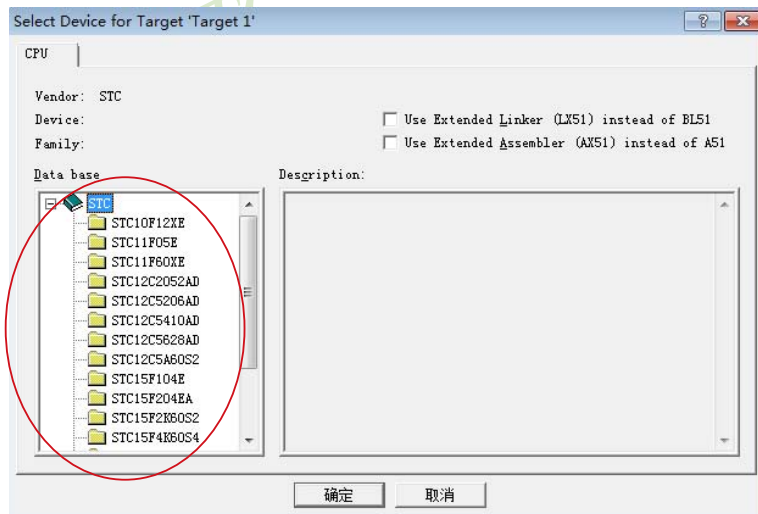 Select Device for Target 'Target 1'
CPU
Vendor: STC
Device:
Use Extended Linker (LX51) instead of BL51
Family:
Use Extended Assembler (AX51) instead of A51
Data base
Description:
STC
STC10F12XE
STC11F05E
STC11F60XE
STC12C2052AD
STC12C5206AD
STC12C5410AD
STC12C5628AD
STC12C5A60S2
STC15F104E
STC15F204EA
STC15F2K60S2
STC15F4K60S4
确定
取消